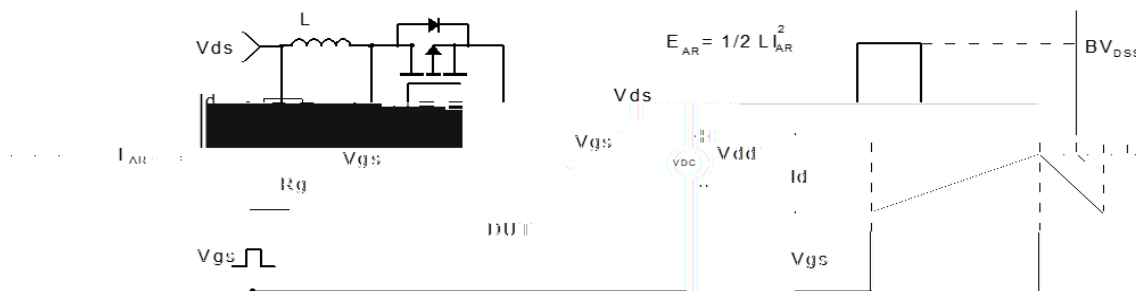 L
Vds
E_AR = 1/2 L I_AR^2
BV_DSS
Id
Vds
Vgs
Vdd
VDC
I_AR
Vgs
Rg
Id
DUT
Vgs
Vgs